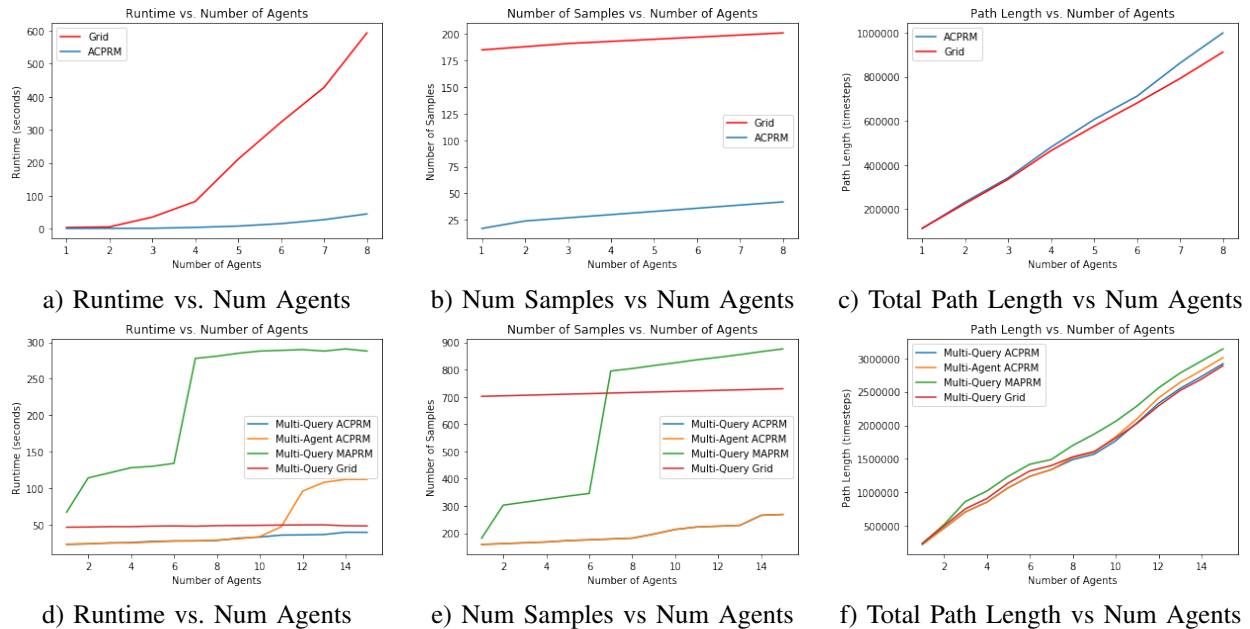 Runtime vs. Number of Agents
Runtime (seconds)
600
500
400
300
200
100
0
Grid
ACPRM
1 2 3 4 5 6 7 8
Number of Agents
a) Runtime vs. Num Agents
Number of Samples vs. Number of Agents
Number of Samples
200
175
150
125
100
75
50
25
Grid
ACPRM
1 2 3 4 5 6 7 8
Number of Agents
b) Num Samples vs Num Agents
Path Length vs. Number of Agents
Path Length (timesteps)
1000000
800000
600000
400000
200000
ACPRM
Grid
1 2 3 4 5 6 7 8
Number of Agents
c) Total Path Length vs Num Agents
Runtime vs. Number of Agents
Runtime (seconds)
300
250
200
150
100
50
Multi-Query ACPRM
Multi-Agent ACPRM
Multi-Query MAPRM
Multi-Query Grid
2 4 6 8 10 12 14
Number of Agents
d) Runtime vs. Num Agents
Number of Samples vs. Number of Agents
Number of Samples
900
800
700
600
500
400
300
200
Multi-Query ACPRM
Multi-Agent ACPRM
Multi-Query MAPRM
Multi-Query Grid
2 4 6 8 10 12 14
Number of Agents
e) Num Samples vs Num Agents
Path Length vs. Number of Agents
Path Length (timesteps)
3000000
2500000
2000000
1500000
1000000
500000
Multi-Query ACPRM
Multi-Agent ACPRM
Multi-Query MAPRM
Multi-Query Grid
2 4 6 8 10 12 14
Number of Agents
f) Total Path Length vs Num Agents